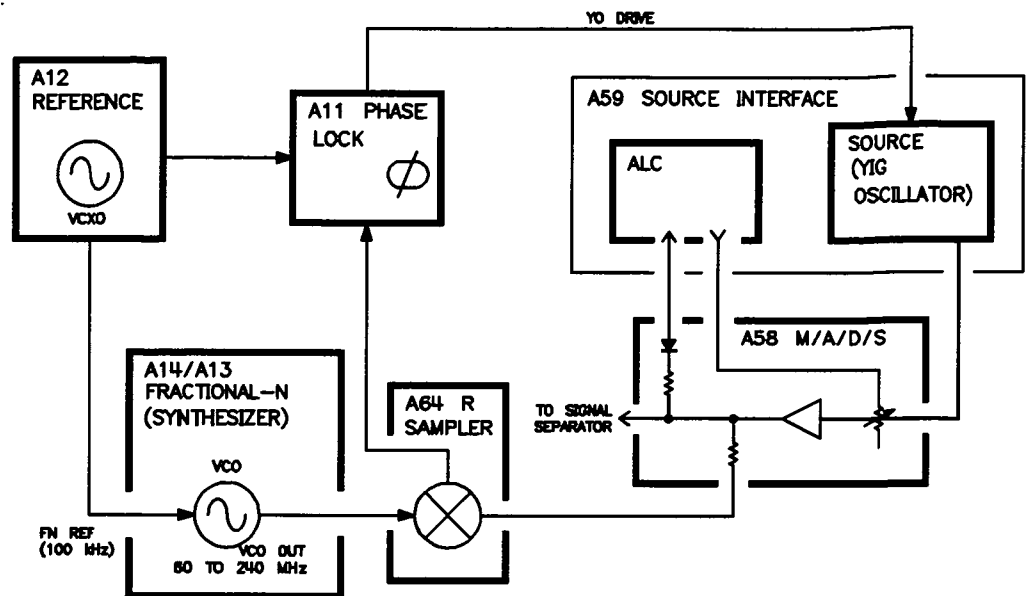 YO DRIVE
A12
REFERENCE
VCXO
A11 PHASE
LOCK
A59 SOURCE INTERFACE
ALC
SOURCE
(YIG
OSCILLATOR)
A58 M/A/D/S
TO SIGNAL
SEPARATOR
A14/A13
FRACTIONAL-N
(SYNTHESIZER)
VCO
A64 R
SAMPLER
FN REF
(100 kHz)
VCO OUT
60 TO 240 MHz